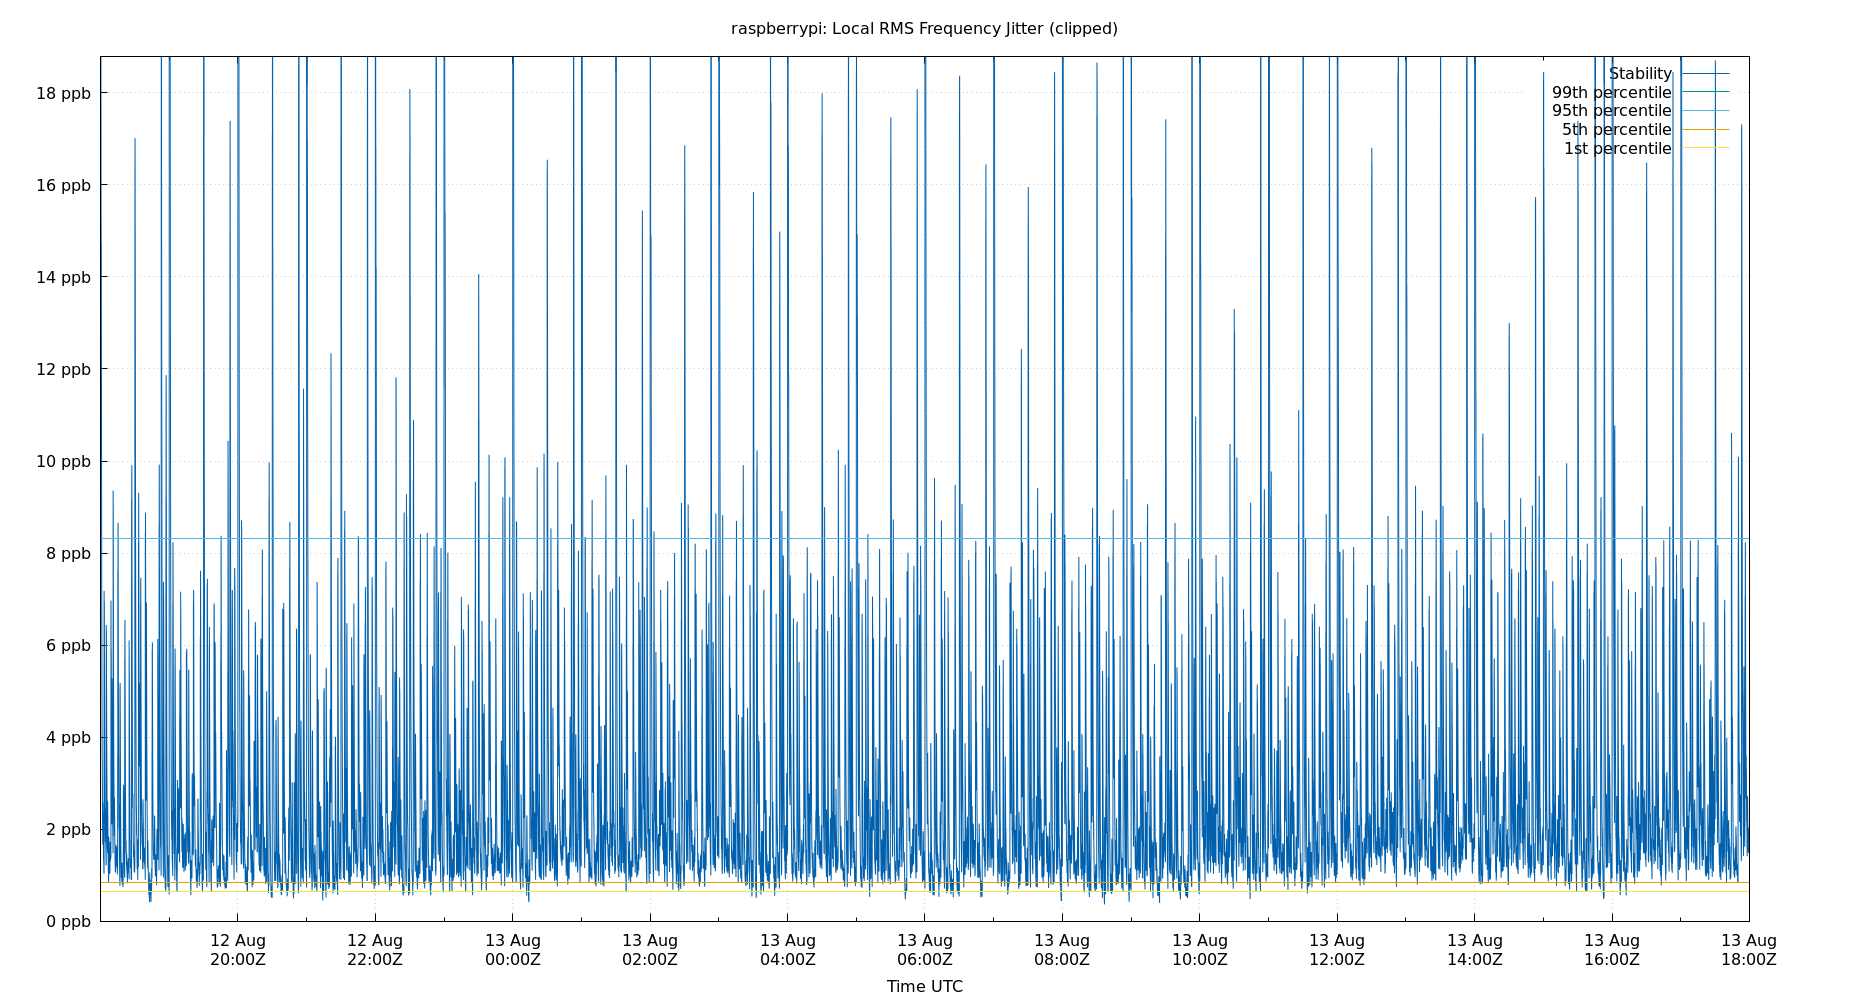 raspberrypi: Local RMS Frequency Jitter (clipped)
Stability
99th percentile
95th percentile
5th percentile
1st percentile
18 ppb
16 ppb
14 ppb
12 ppb
10 ppb
8 ppb
6 ppb
4 ppb
2 ppb
0 ppb
12 Aug 12 Aug 13 Aug 13 Aug 13 Aug 13 Aug 13 Aug 13 Aug 13 Aug 13 Aug 13 Aug 13 Aug
20:00Z 22:00Z 00:00Z 02:00Z 04:00Z 06:00Z 08:00Z 10:00Z 12:00Z 14:00Z 16:00Z 18:00Z
Time UTC